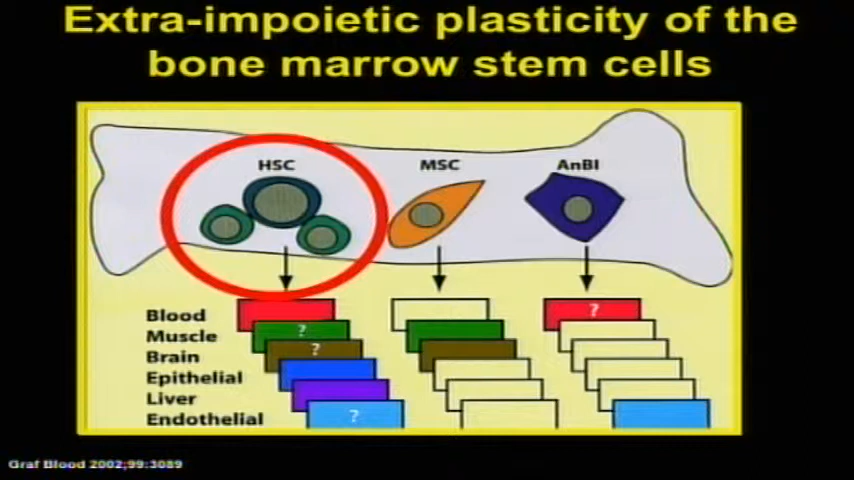 Extra-impoietic plasticity of the
bone marrow stem cells
HSC MSC AnBl
Blood ?
Muscle ?
Brain ?
Epithelial
Liver
Endothelial ?
Graf Blood 2002;99:3089